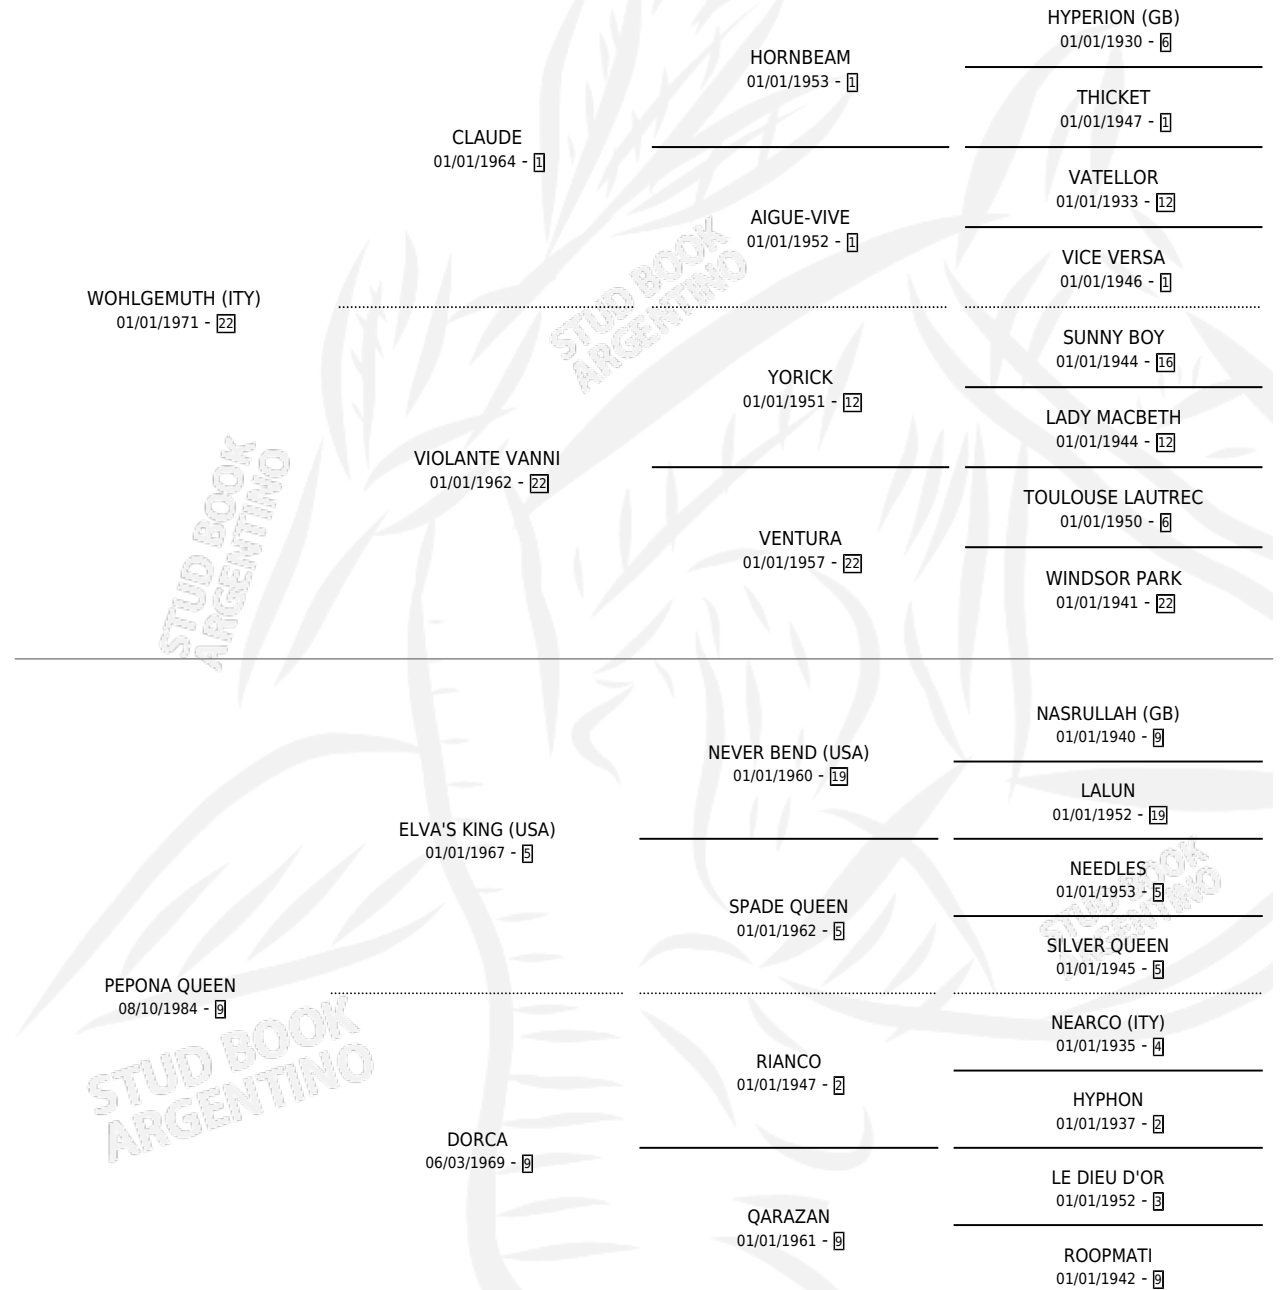 HYPERION (GB)
01/01/1930 - 6
HORNBEAM
01/01/1953 - 1
THICKET
01/01/1947 - 1
CLAUDE
01/01/1964 - 1
VATELLOR
01/01/1933 - 12
AIGUE-VIVE
01/01/1952 - 1
VICE VERSA
01/01/1946 - 1
WOHLGEMUTH (ITY)
01/01/1971 - 22
SUNNY BOY
01/01/1944 - 16
YORICK
01/01/1951 - 12
LADY MACBETH
01/01/1944 - 12
VIOLANTE VANNI
01/01/1962 - 22
TOULOUSE LAUTREC
01/01/1950 - 6
VENTURA
01/01/1957 - 22
WINDSOR PARK
01/01/1941 - 22
NASRULLAH (GB)
01/01/1940 - 9
NEVER BEND (USA)
01/01/1960 - 19
LALUN
01/01/1952 - 19
ELVA'S KING (USA)
01/01/1967 - 5
NEEDLES
01/01/1953 - 5
SPADE QUEEN
01/01/1962 - 5
SILVER QUEEN
01/01/1945 - 5
PEPONA QUEEN
08/10/1984 - 9
NEARCO (ITY)
01/01/1935 - 4
RIANCO
01/01/1947 - 2
HYPHON
01/01/1937 - 2
DORCA
06/03/1969 - 9
LE DIEU D'OR
01/01/1952 - 3
QARAZAN
01/01/1961 - 9
ROOPMATI
01/01/1942 - 9
STUD BOOK
ARGENTINO
STUD BOOK
ARGENTINO
STUD BOOK
ARGENTINO
STUD BOOK
ARGENTINO